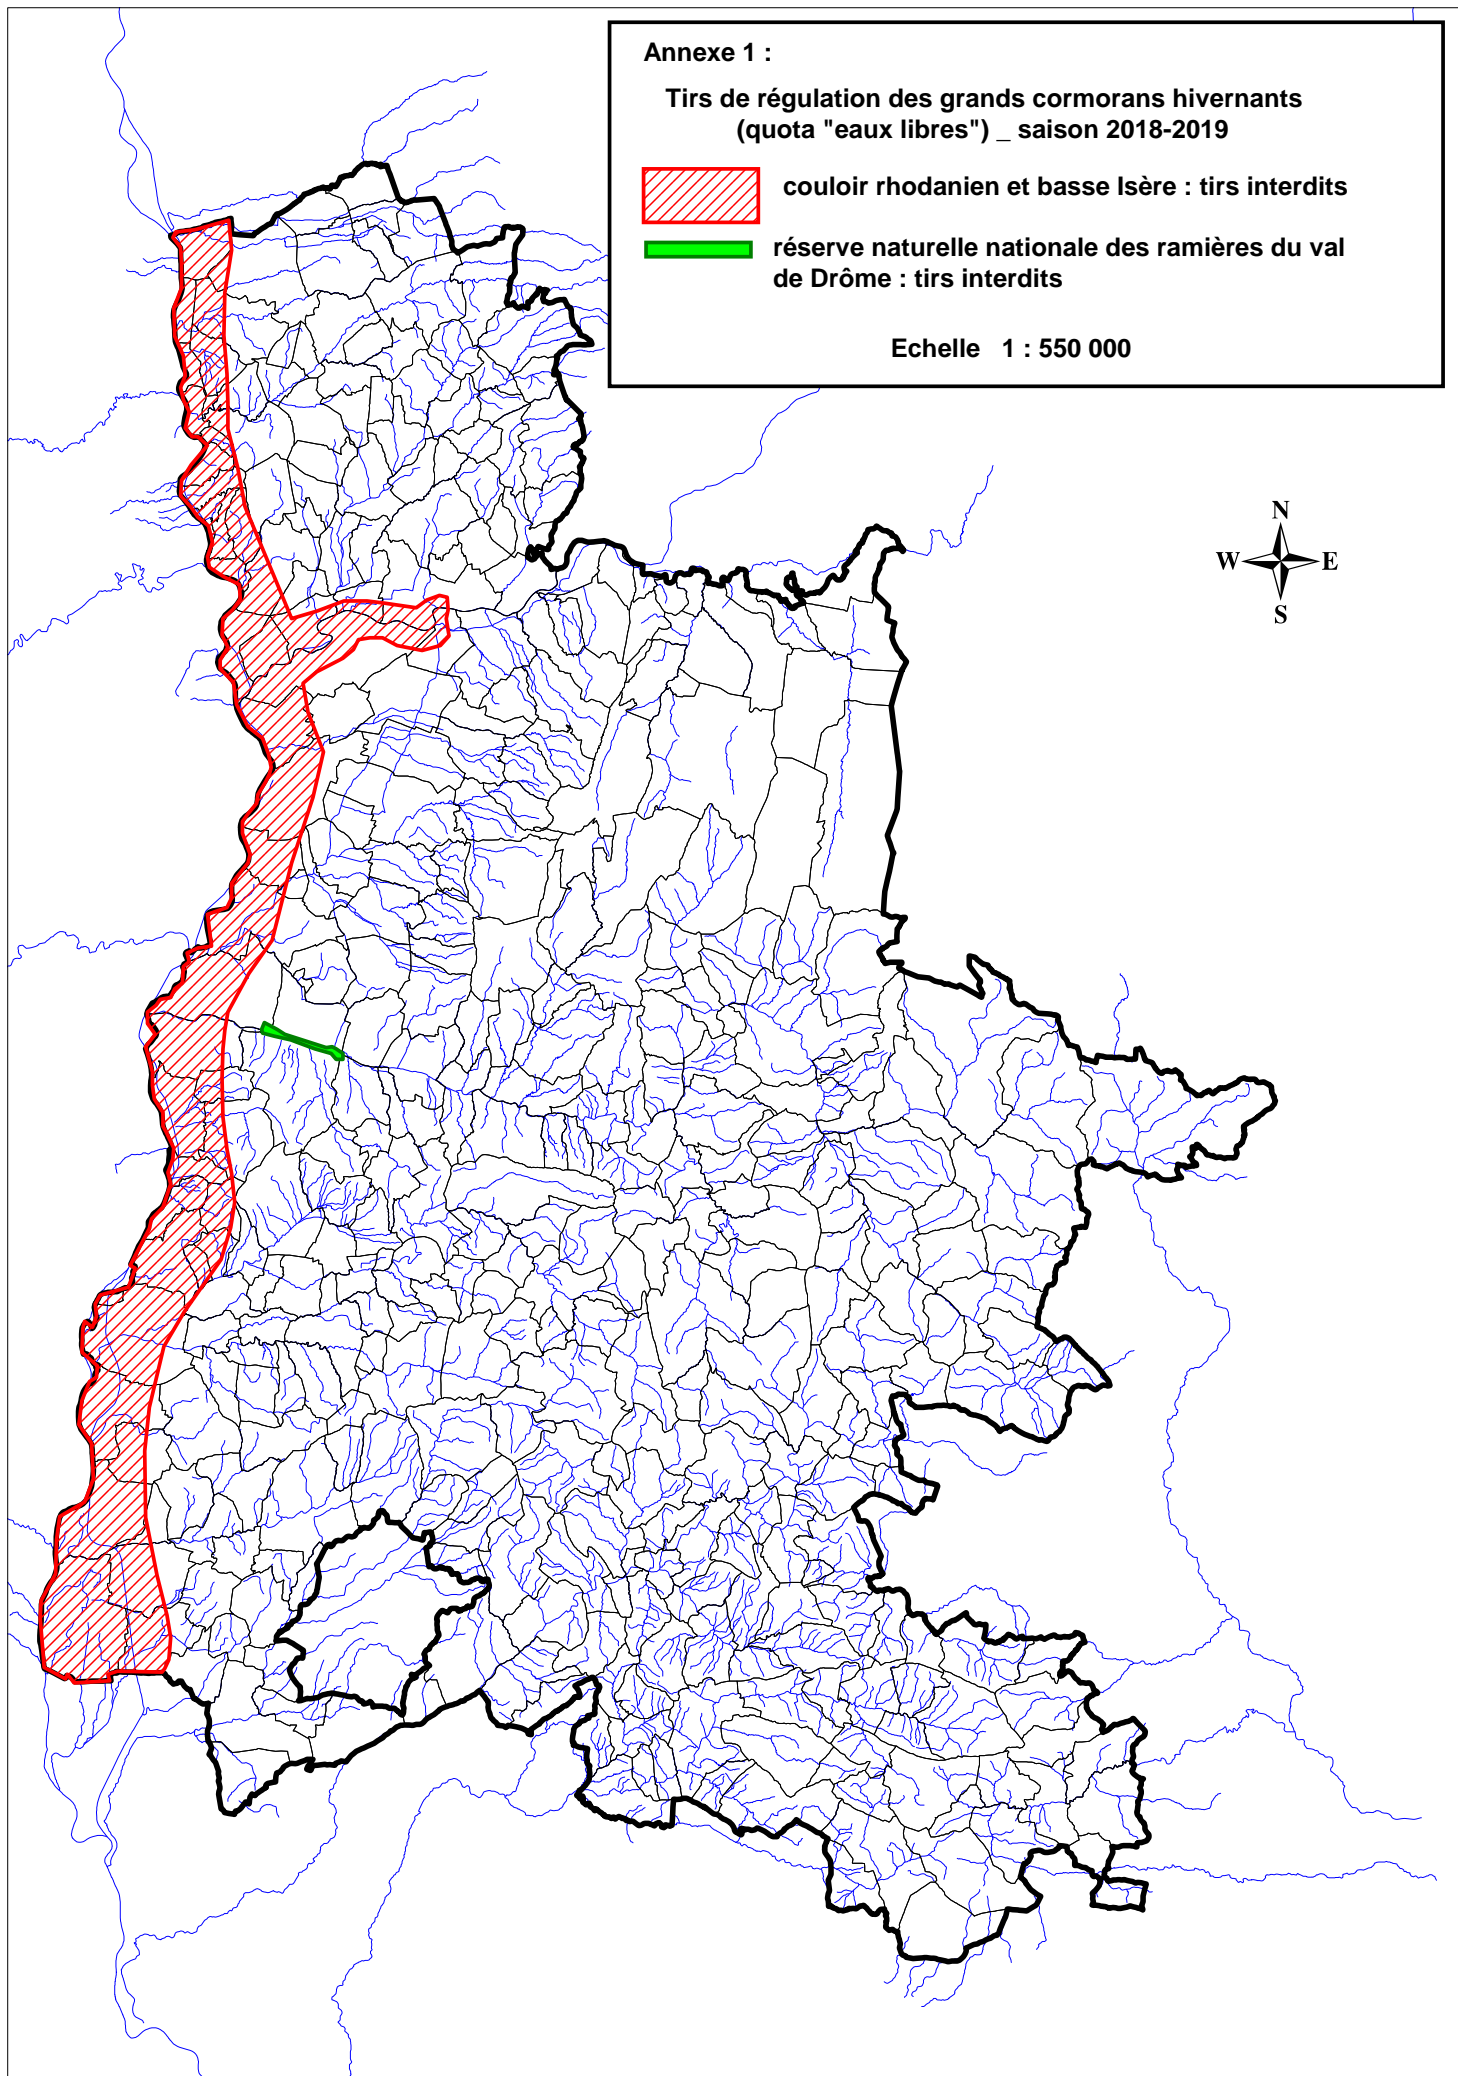 Annexe 1 :
Tirs de régulation des grands cormorans hivernants
(quota "eaux libres") _ saison 2018-2019
couloir rhodanien et basse Isère : tirs interdits
réserve naturelle nationale des ramières du val
de Drôme : tirs interdits
Echelle 1 : 550 000
N
W E
S